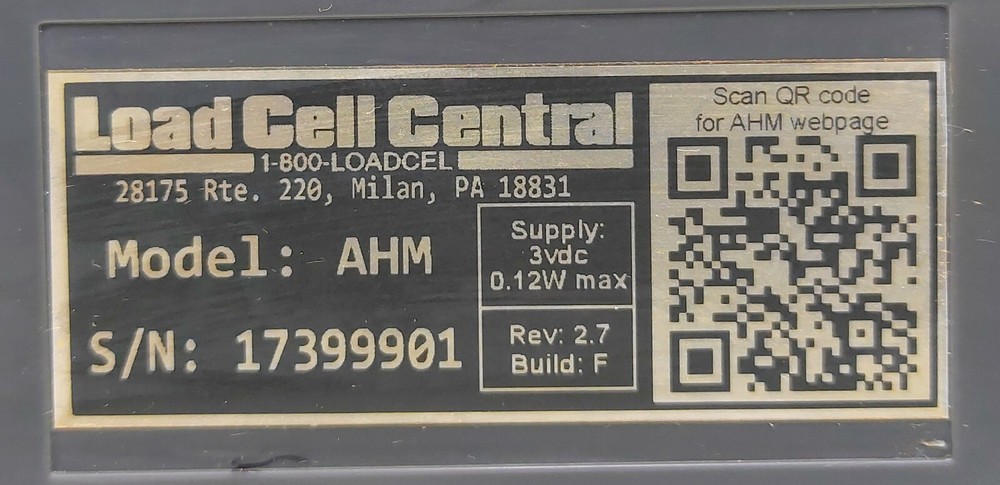 Load Cell Central
1-800-LOADCEL
28175 Rte. 220, Milan, PA 18831
Model: AHM
S/N: 17399901
Supply:
3vdc
0.12W max
Rev: 2.7
Build: F
Scan QR code
for AHM webpage